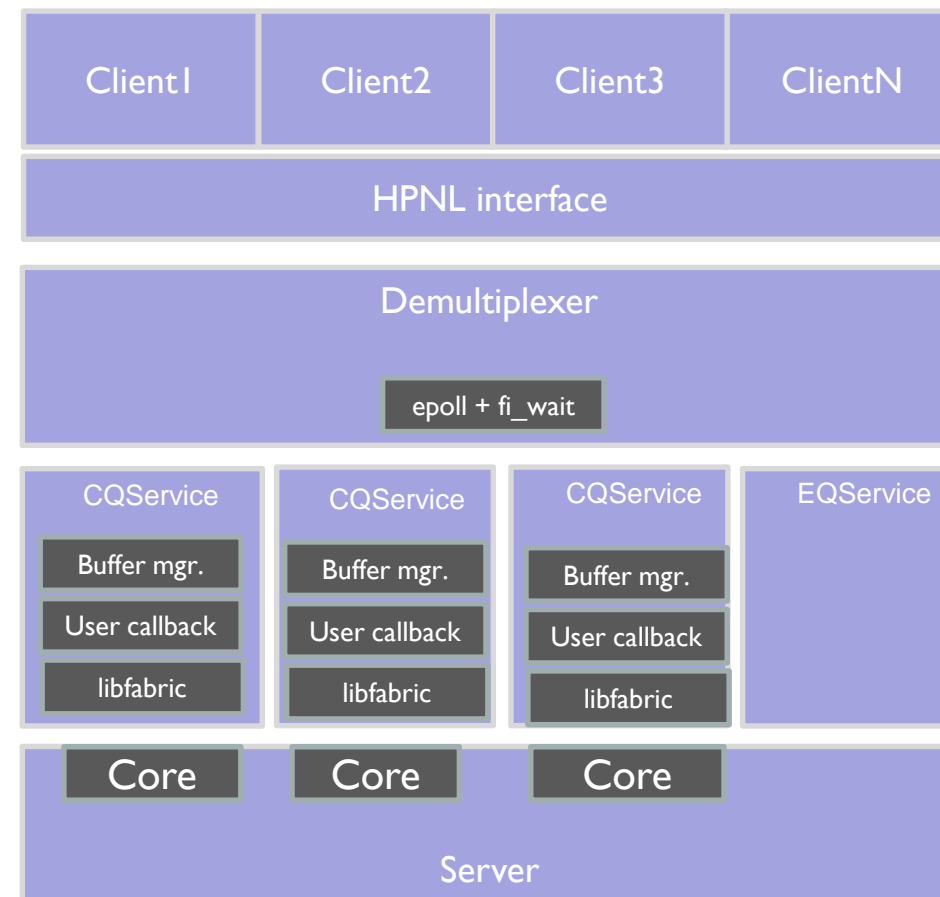 Client1 Client2 Client3 ClientN
HPNL interface
Demultiplexer
epoll + fi_wait
CQService CQService CQService EQService
Buffer mgr. Buffer mgr. Buffer mgr.
User callback User callback User callback
libfabric libfabric libfabric
Core Core Core
Server